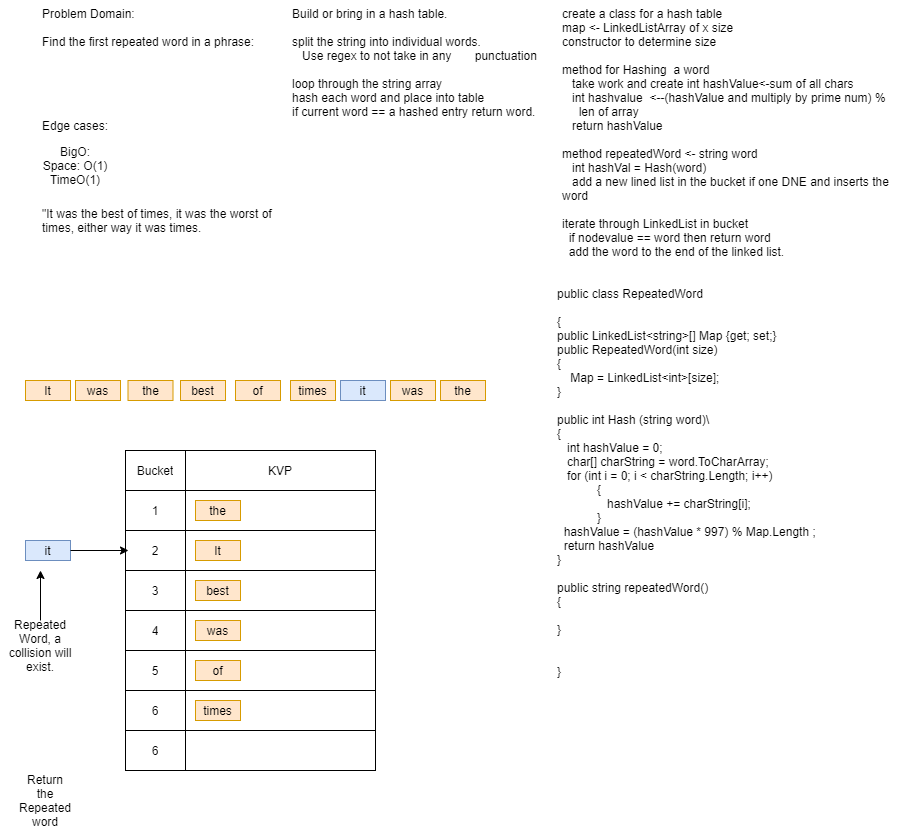 Problem Domain:
Find the first repeated word in a phrase:
Edge cases:
BigO:
Space: O(1)
TimeO(1)
"It was the best of times, it was the worst of
times, either way it was times.
Build or bring in a hash table.
split the string into individual words.
Use regex to not take in any punctuation
loop through the string array
hash each word and place into table
if current word == a hashed entry return word.
create a class for a hash table
map <- LinkedListArray of x size
constructor to determine size
method for Hashing a word
take work and create int hashValue<-sum of all chars
int hashvalue <--(hashValue and multiply by prime num) %
len of array
return hashValue
method repeatedWord <- string word
int hashVal = Hash(word)
add a new lined list in the bucket if one DNE and inserts the
word
iterate through LinkedList in bucket
if nodevalue == word then return word
add the word to the end of the linked list.
public class RepeatedWord
{
public LinkedList<string>[] Map {get; set;}
public RepeatedWord(int size)
{
Map = LinkedList<int>[size];
}
public int Hash (string word)\
{
int hashValue = 0;
char[] charString = word.ToCharArray;
for (int i = 0; i < charString.Length; i++)
{
hashValue += charString[i];
}
hashValue = (hashValue * 997) % Map.Length ;
return hashValue
}
public string repeatedWord()
{
}
}
It was the best of times it was the
Bucket KVP
1 the
2 It
3 best
4 was
5 of
6 times
6
it
Repeated
Word, a
collision will
exist.
Return
the
Repeated
word